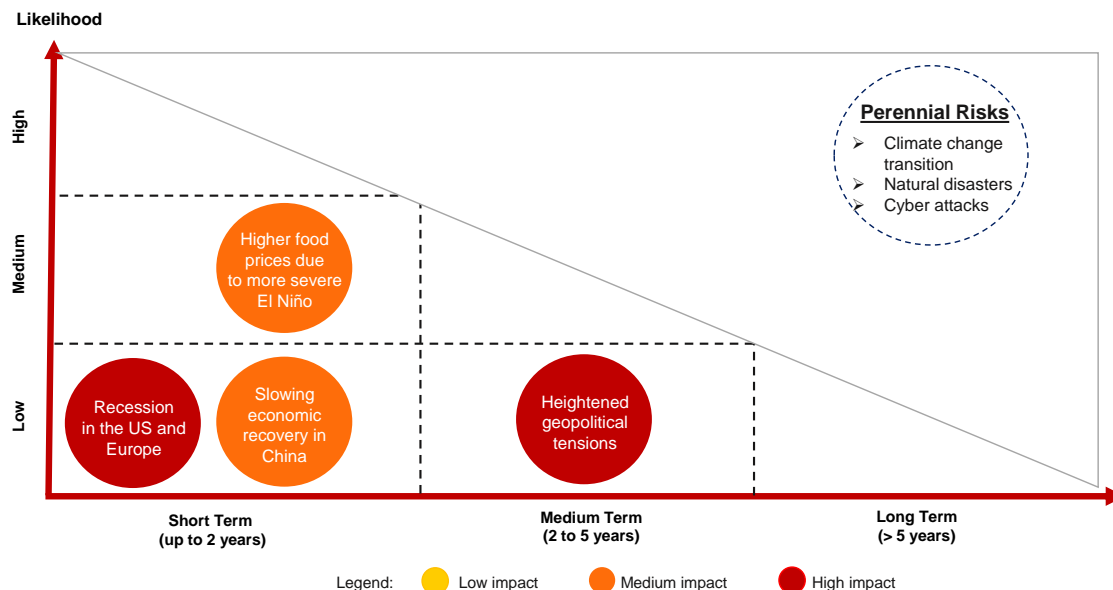 Likelihood
High
Perennial Risks
➢ Climate change
transition
➢ Natural disasters
➢ Cyber attacks
Medium
Higher food
prices due
to more severe
El Niño
Low
Recession
in the US and
Europe
Slowing
economic
recovery in
China
Heightened
geopolitical
tensions
Short Term
(up to 2 years)
Medium Term
(2 to 5 years)
Long Term
(> 5 years)
Legend:
Low impact
Medium impact
High impact